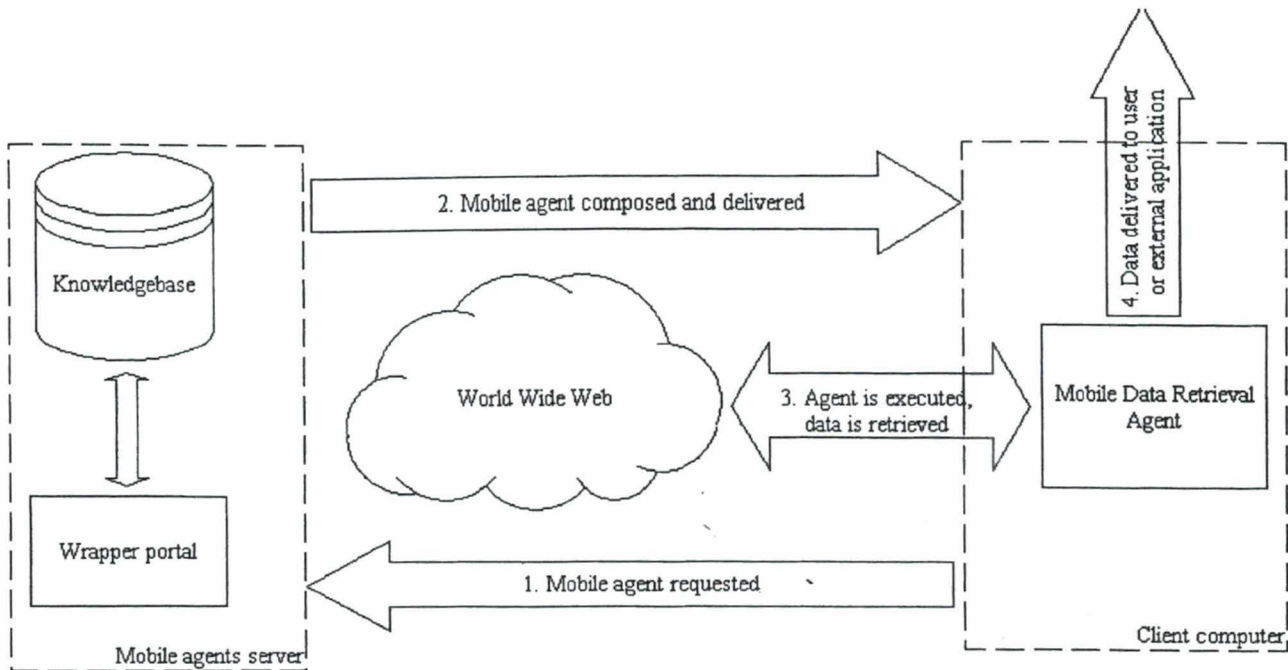 4. Data delivered to user
or external application
2. Mobile agent composed and delivered
Knowledgebase
World Wide Web
3. Agent is executed,
data is retrieved
Mobile Data Retrieval
Agent
Wrapper portal
1. Mobile agent requested
Mobile agents server
Client computer